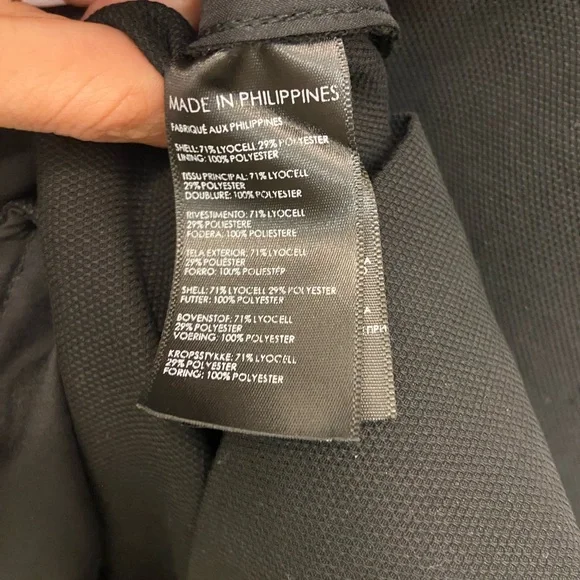 MADE IN PHILIPPINES
FABRIQUÉ AUX PHILIPPINES
SHELL: 71% LYOCELL 29% POLYESTER
LINING: 100% POLYESTER
TISSU PRINCIPAL: 71% LYOCELL
29% POLYESTER
DOUBLURE: 100% POLYESTER
RIVESTIMENTO: 71% LYOCELL
29% POLIESTERE
FODERA: 100% POLIESTERE
TELA EXTERIOR: 71% LYOCELL
29% POLIÉSTER
FORRO: 100% POLIESTÉP
SHELL: 71% LYOCELL 29% POLYESTER
FUTTER: 100% POLYESTER
BOVENSTOF: 71% LYOCELL
29% POLYESTER
VOERING: 100% POLYESTER
KROPSSTYKKE: 71% LYOCELL
29% POLYESTER
FORING: 100% POLYESTER